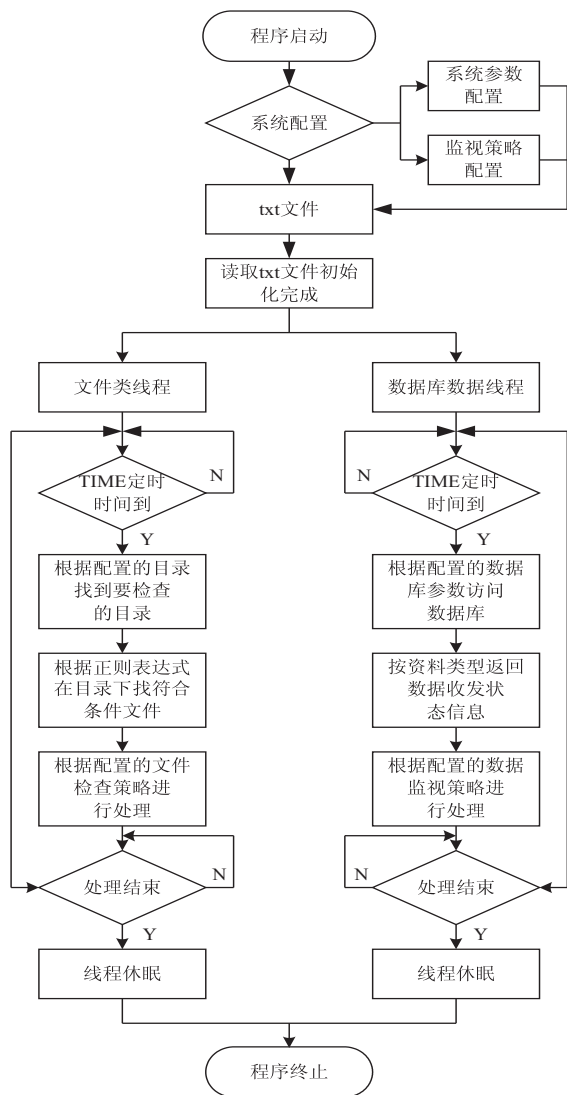 程序启动
系统配置
系统参数
配置
监视策略
配置
txt文件
读取txt文件初始
化完成
文件类线程
TIME定时
时间到
N
Y
根据配置的目录
找到要检查
的目录
根据正则表达式
在目录下找符合
条件文件
根据配置的文件
检查策略进
行处理
处理结束
N
Y
线程休眠
数据库数据线程
TIME定时
时间到
N
Y
根据配置的数据
库参数访问
数据库
按资料类型返回
数据收发状
态信息
根据配置的数据
监视策略进
行处理
处理结束
N
Y
线程休眠
程序终止